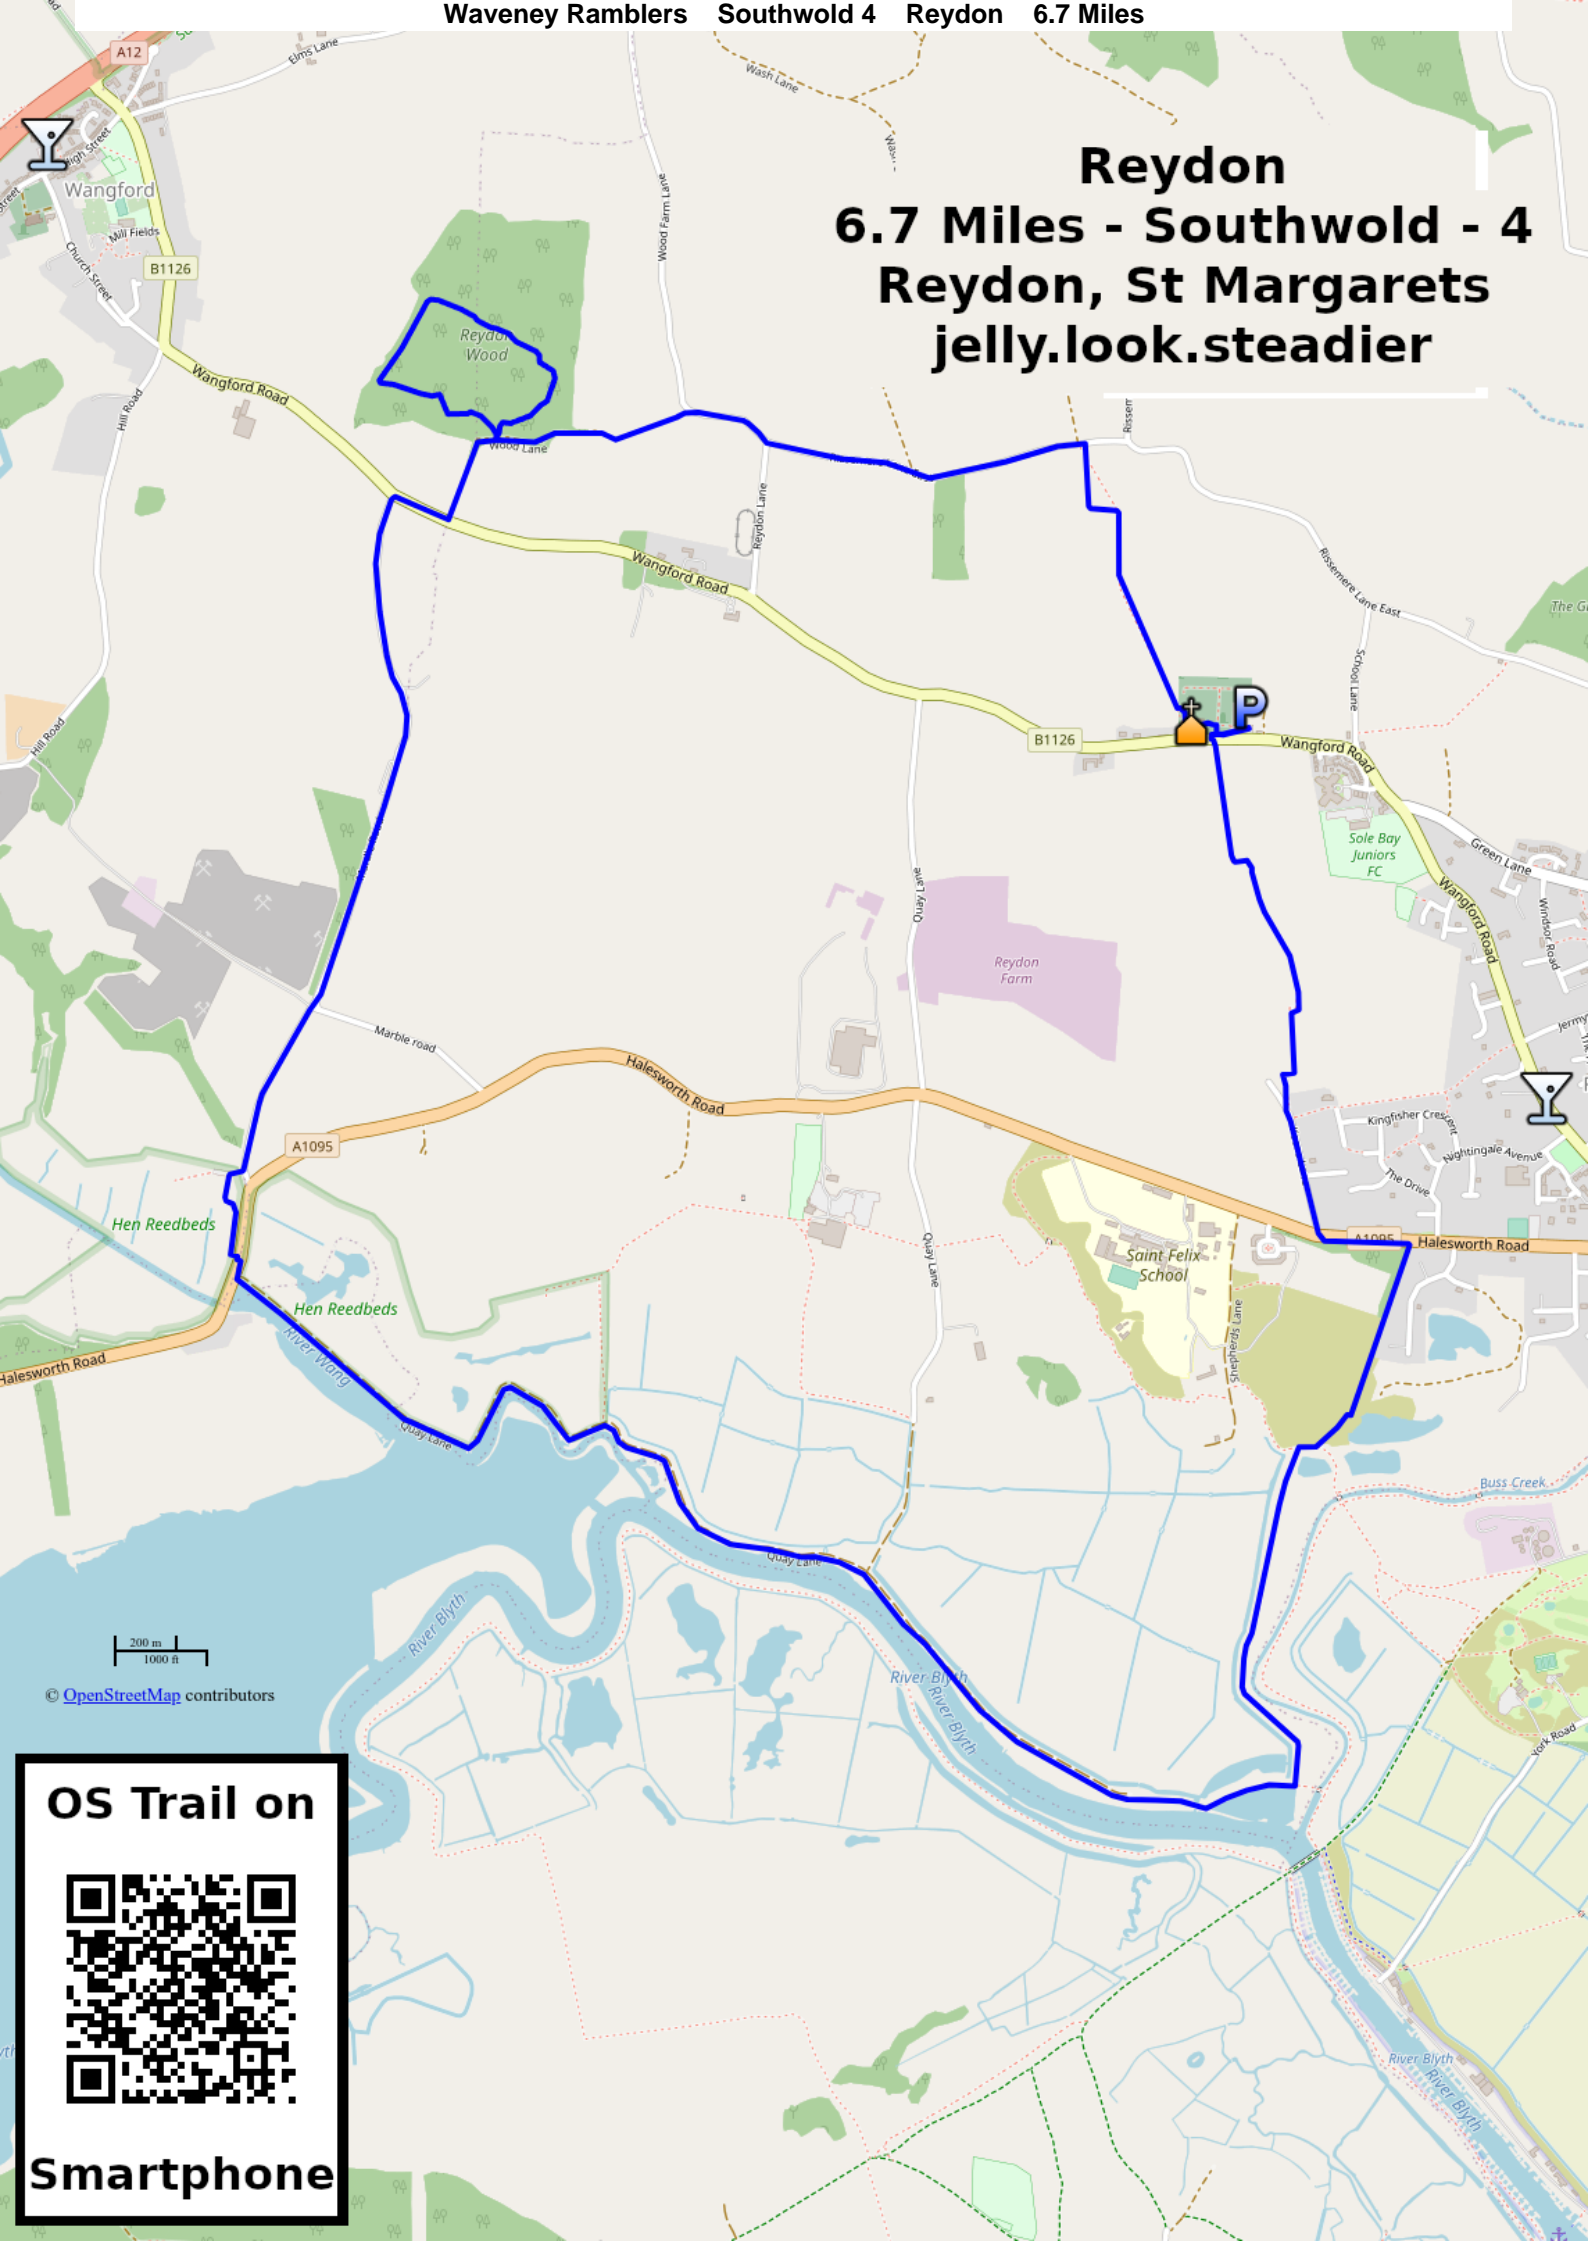 Waveney Ramblers Southwold 4 Reydon 6.7 Miles
A12
Elms Lane
Wash Lane
High Street
Wangford
Mill Fields
Church Street
B1126
Wood Farm Lane
Reydon
6.7 Miles - Southwold - 4
Reydon, St Margarets
jelly.look.steadier
Reydon
Wood
Wangford Road
Hill Road
Wood Lane
Reydon Lane
Wangford Road
Rissemere Lane East
School Lane
P
B1126
Wangford Road
Hill Road
Sole Bay
Juniors
FC
Green Lane
Wangford Road
Windsor Road
Quay Lane
Reydon
Farm
Marble road
Halesworth Road
A1095
Kingfisher Crescent
Nightingale Avenue
The Drive
Hen Reedbeds
Quay Lane
A1095
Halesworth Road
Saint Felix
School
Hen Reedbeds
Shepherds Lane
River Wang
Halesworth Road
Quay Lane
Buss Creek
Quay Lane
River Blyth
200 m
1000 ft
River Blyth
River Blyth
© OpenStreetMap contributors
York Road
OS Trail on
Smartphone
River Blyth
River Blyth